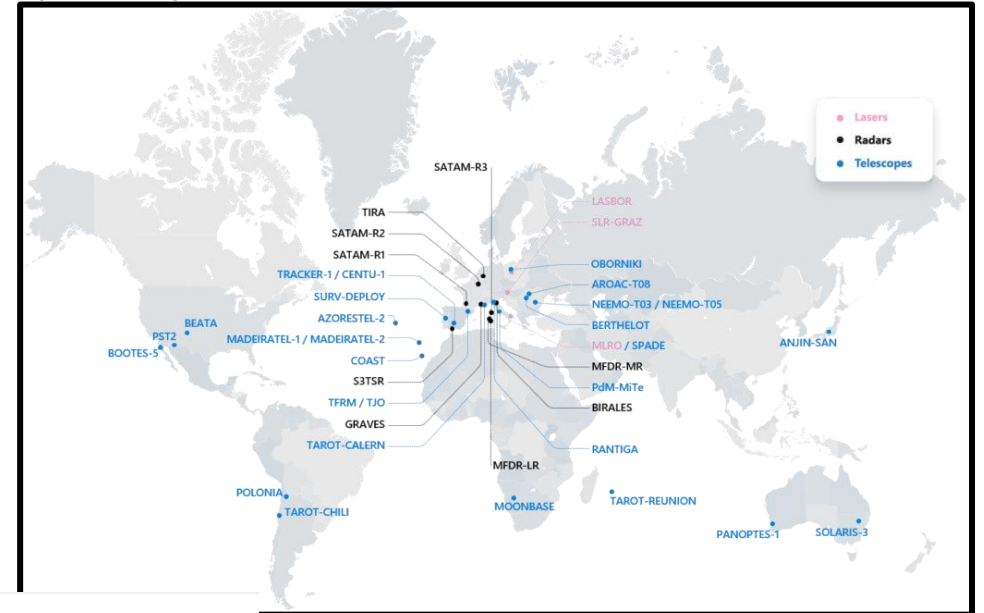 Lasers
Radars
Telescopes
SATAM-R3
LASBOR
TIRA
SLR-GRAZ
SATAM-R2
SATAM-R1
OBORNIKI
TRACKER-1 / CENTU-1
AROAC-T08
SURV-DEPLOY
NEEMO-T03 / NEEMO-T05
AZORESTEL-2
BERTHELOT
BEATA
PST2
MADEIRATEL-1 / MADEIRATEL-2
MLRO / SPADE
ANJIN-SAN
BOOTES-5
COAST
MFDR-MR
S3TSR
PdM-MiTe
TFRM / TJO
BIRALES
GRAVES
TAROT-CALERN
RANTIGA
MFDR-LR
POLONIA
TAROT-CHILI
MOONBASE
TAROT-REUNION
PANOPTES-1
SOLARIS-3